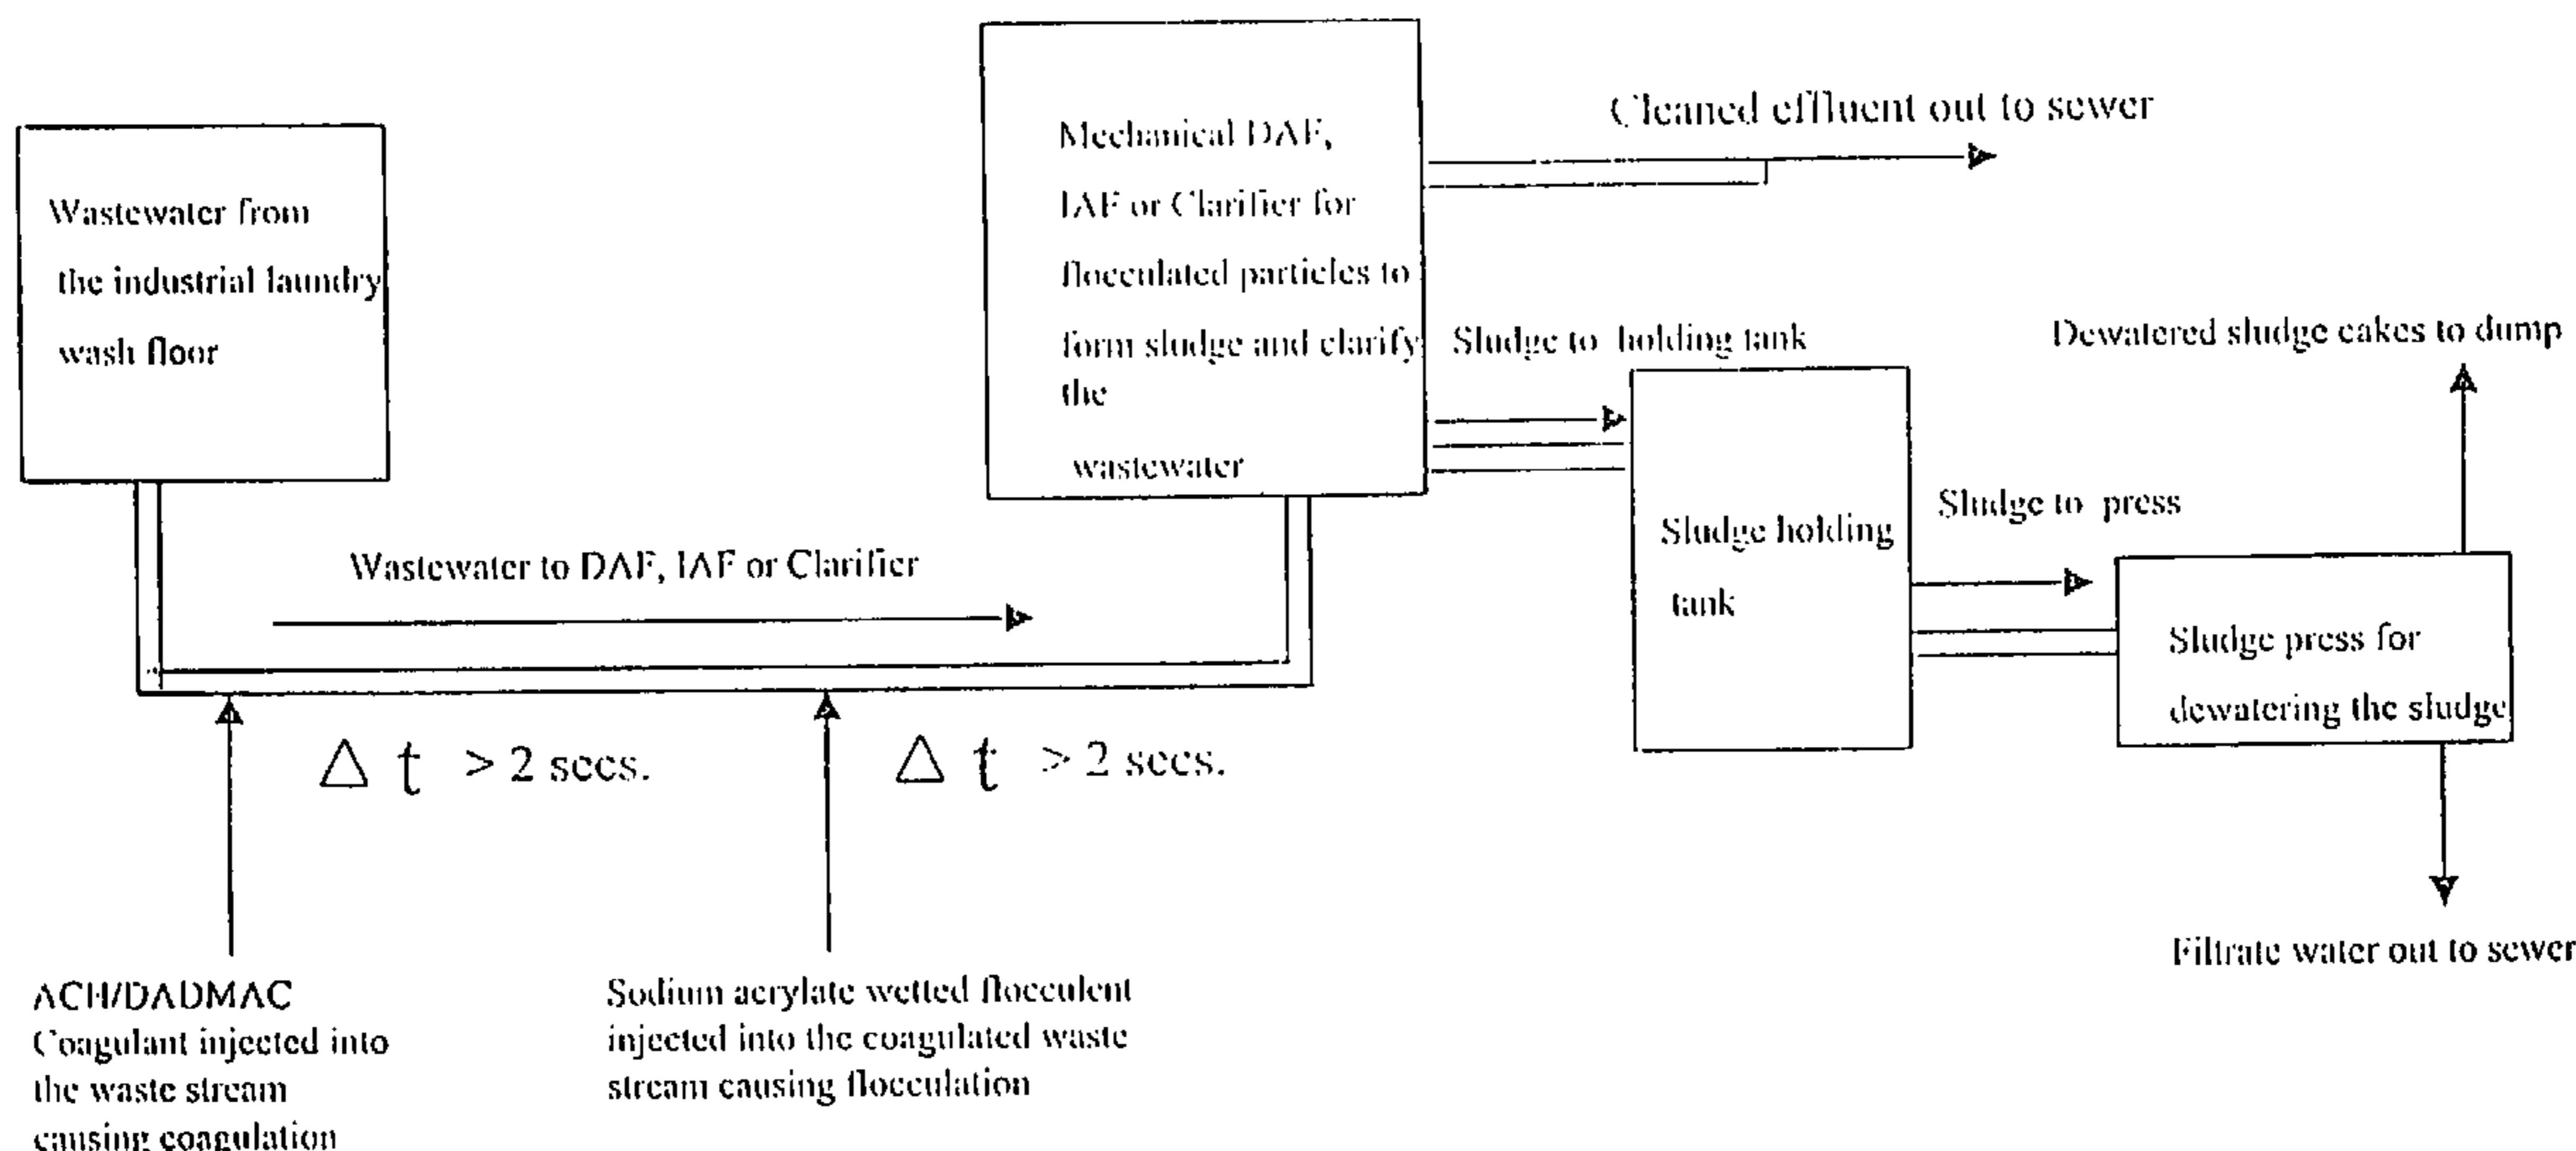 Wastewater from
the industrial laundry
wash floor
Mechanical DAF,
IAF or Clarifier for
flocculated particles to
form sludge and clarify
the
wastewater
Cleaned effluent out to sewer
Sludge to holding tank
Dewatered sludge cakes to dump
Sludge holding
tank
Sludge to press
Sludge press for
dewatering the sludge
Filtrate water out to sewer
Wastewater to DAF, IAF or Clarifier
Δ t > 2 secs.
Δ t > 2 secs.
ACH/DADMAC
Coagulant injected into
the waste stream
causing coagulation
Sodium acrylate wetted flocculent
injected into the coagulated waste
stream causing flocculation